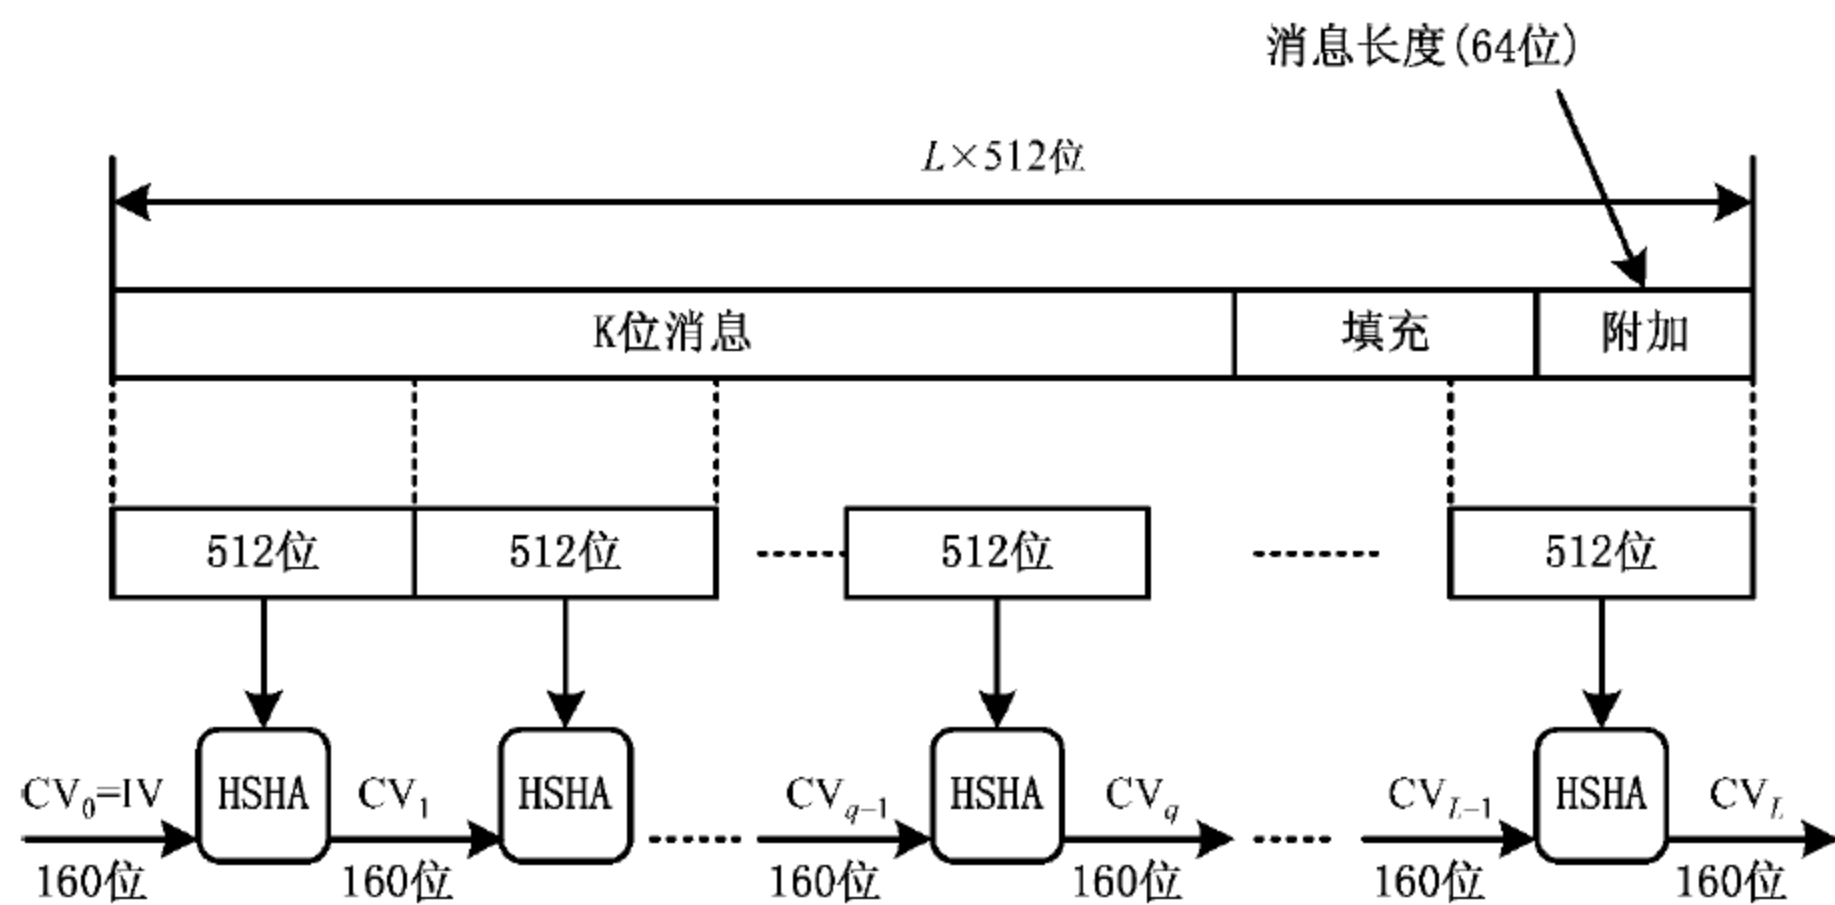 消息长度(64位)
L×512位
K位消息 填充 附加
512位 512位 512位 512位
HSHA HSHA HSHA HSHA
CV0=IV CV1 CVq-1 CVq CVL-1 CVL
160位 160位 160位 160位 160位 160位